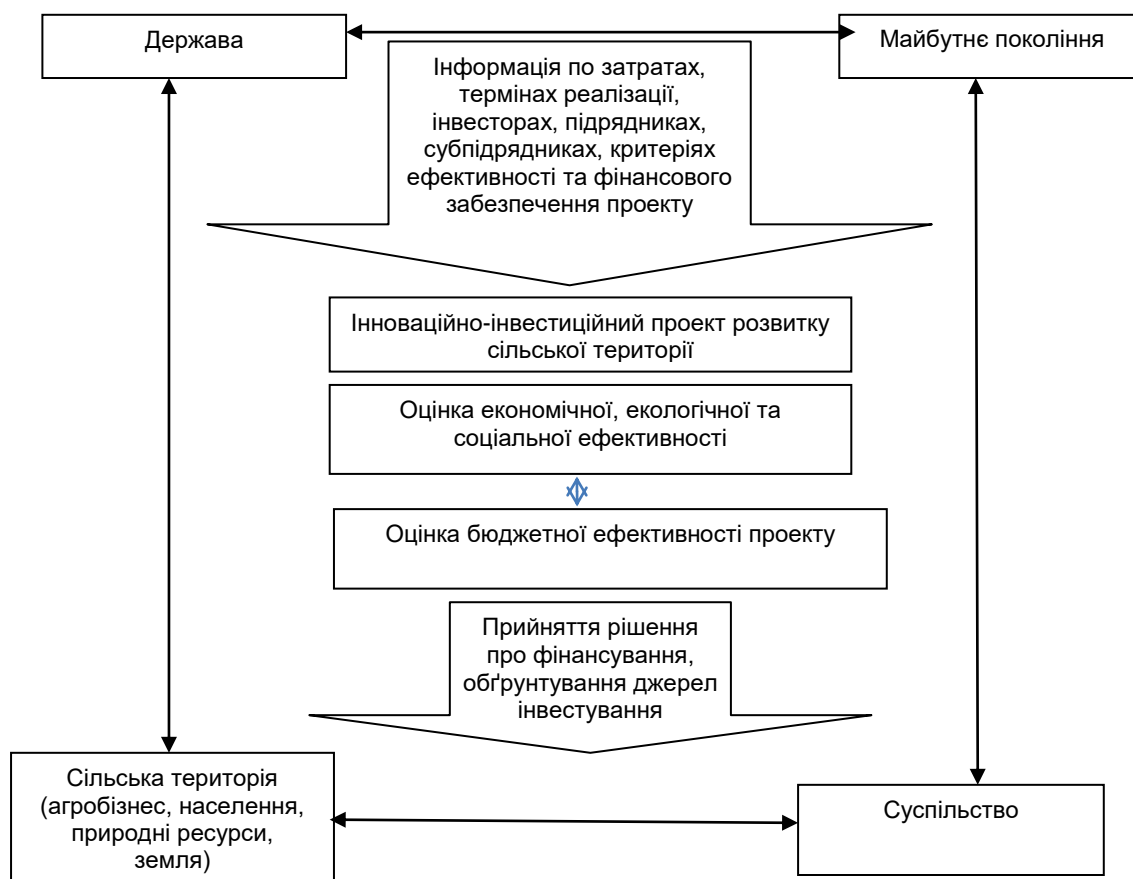 Держава
Майбутнє покоління
Інформація по затратах,
термінах реалізації,
інвесторах, підрядниках,
субпідрядниках, критеріях
ефективності та фінансового
забезпечення проекту
Інноваційно-інвестиційний проект розвитку
сільської території
Оцінка економічної, екологічної та
соціальної ефективності
Оцінка бюджетної ефективності проекту
Прийняття рішення
про фінансування,
обґрунтування джерел
інвестування
Сільська територія
(агробізнес, населення,
природні ресурси,
земля)
Суспільство